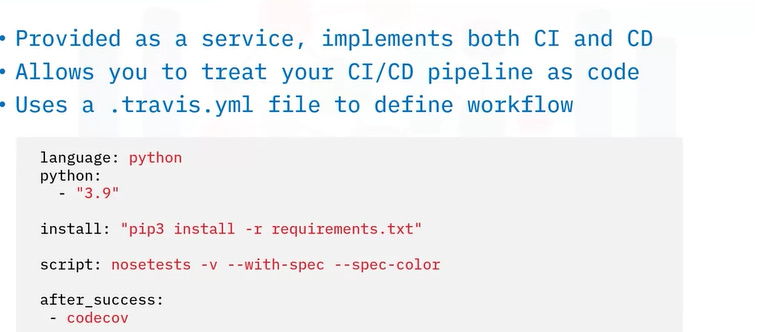 • Provided as a service, implements both CI and CD
• Allows you to treat your CI/CD pipeline as code
• Uses a .travis.yml file to define workflow
language: python
python:
  - "3.9"
install: "pip3 install -r requirements.txt"
script: nosetests -v --with-spec --spec-color
after_success:
 - codecov